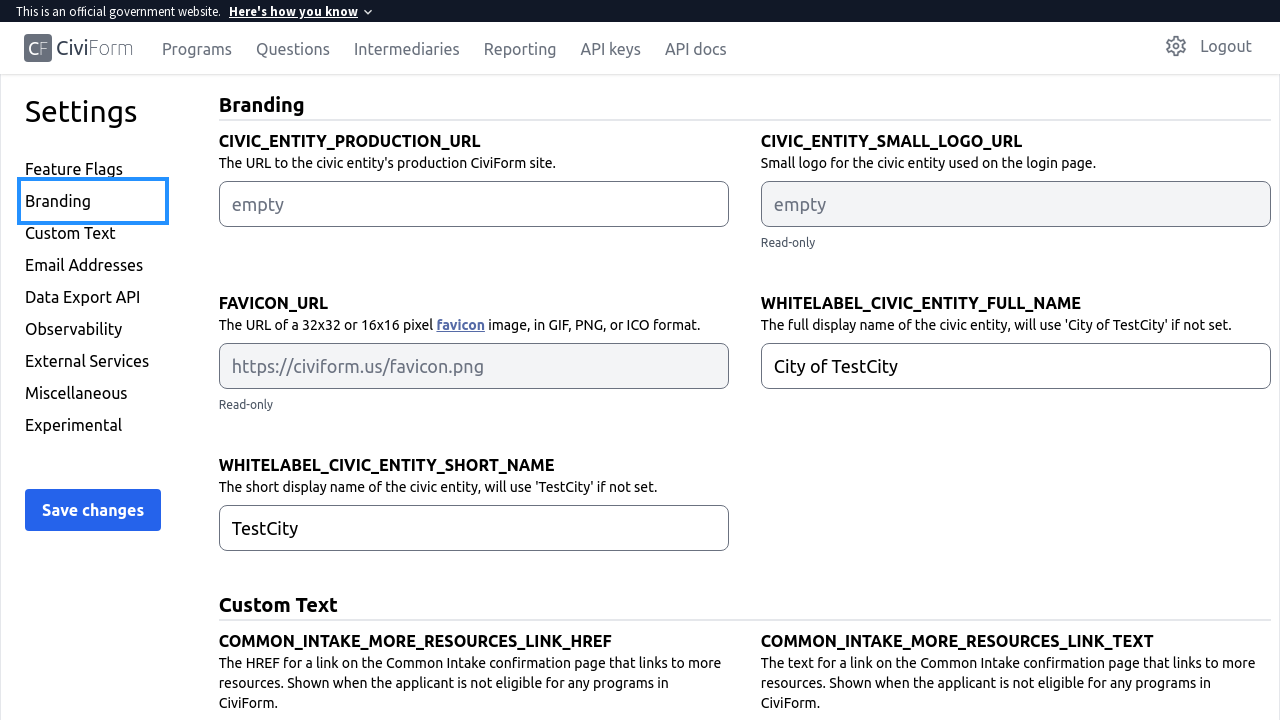 This is an official government website. Here's how you know
CF CiviForm Programs Questions Intermediaries Reporting API keys API docs Logout
Settings
Feature Flags
Branding
Custom Text
Email Addresses
Data Export API
Observability
External Services
Miscellaneous
Experimental
Save changes
Branding
CIVIC_ENTITY_PRODUCTION_URL
The URL to the civic entity's production CiviForm site.
empty
CIVIC_ENTITY_SMALL_LOGO_URL
Small logo for the civic entity used on the login page.
empty
Read-only
FAVICON_URL
The URL of a 32x32 or 16x16 pixel favicon image, in GIF, PNG, or ICO format.
https://civiform.us/favicon.png
Read-only
WHITELABEL_CIVIC_ENTITY_FULL_NAME
The full display name of the civic entity, will use 'City of TestCity' if not set.
City of TestCity
WHITELABEL_CIVIC_ENTITY_SHORT_NAME
The short display name of the civic entity, will use 'TestCity' if not set.
TestCity
Custom Text
COMMON_INTAKE_MORE_RESOURCES_LINK_HREF
The HREF for a link on the Common Intake confirmation page that links to more
resources. Shown when the applicant is not eligible for any programs in
CiviForm.
COMMON_INTAKE_MORE_RESOURCES_LINK_TEXT
The text for a link on the Common Intake confirmation page that links to more
resources. Shown when the applicant is not eligible for any programs in
CiviForm.